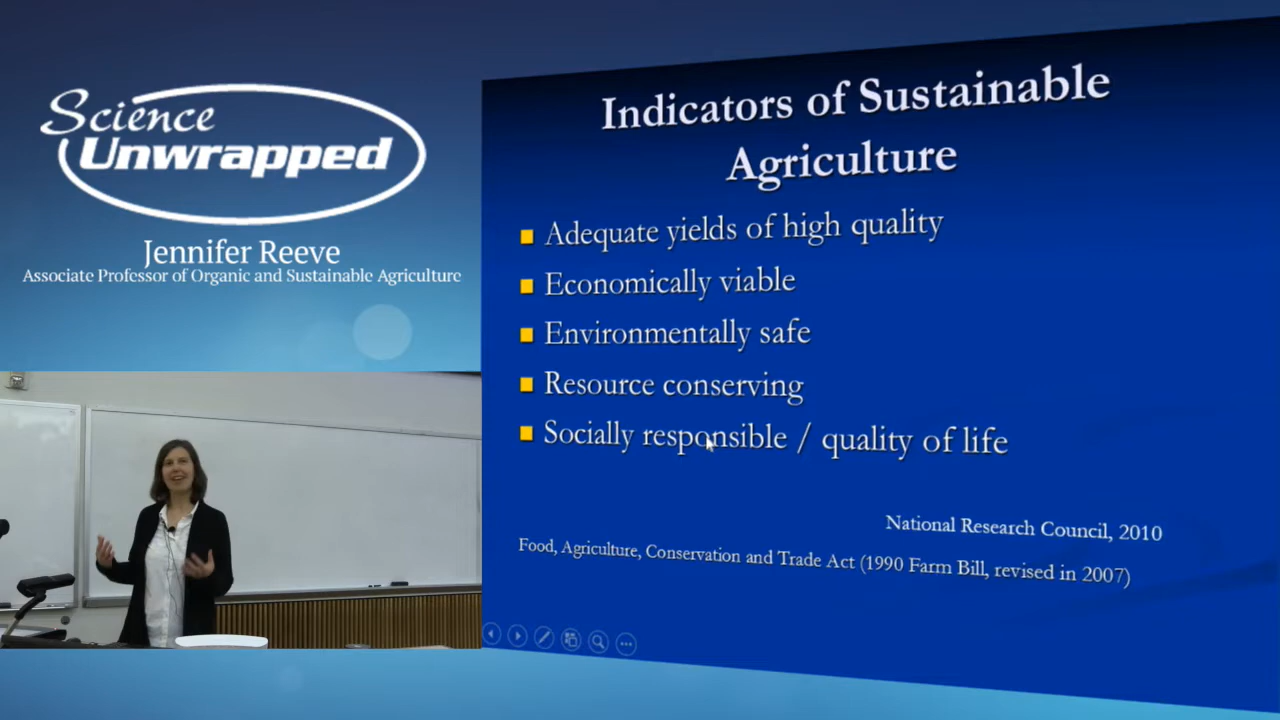 Science
Unwrapped
Jennifer Reeve
Associate Professor of Organic and Sustainable Agriculture
Indicators of Sustainable
Agriculture
Adequate yields of high quality
Economically viable
Environmentally safe
Resource conserving
Socially responsible / quality of life
National Research Council, 2010
Food, Agriculture, Conservation and Trade Act (1990 Farm Bill, revised in 2007)